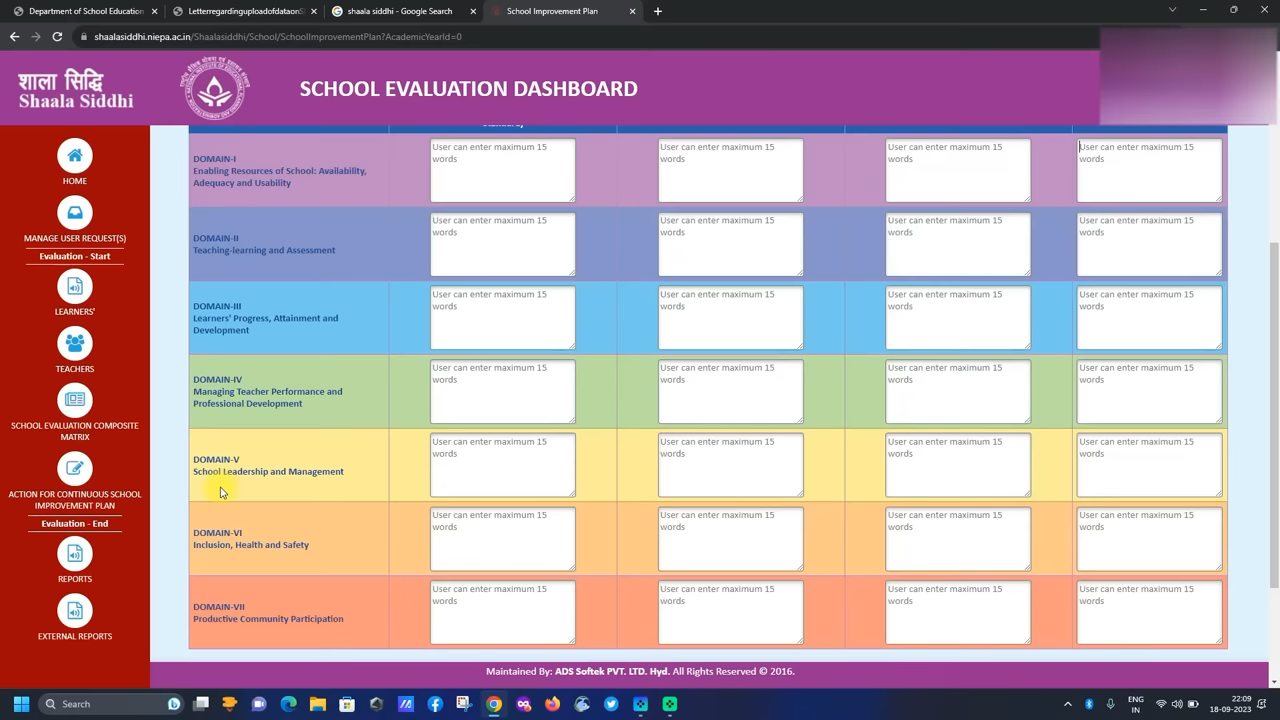 Department of School Education
Google Search
School Improvement Plan
shaalasiddhi.niepa.ac.in/Shaalasiddhi/School/SchoolImprovementPlan?AcademicYearId=0
शाला सिद्धि
Shaala Siddhi
SCHOOL EVALUATION DASHBOARD
HOME
MANAGE USER REQUEST(S)
Evaluation - Start
LEARNERS'
TEACHERS
SCHOOL EVALUATION COMPOSITE
MATRIX
ACTION FOR CONTINUOUS SCHOOL
IMPROVEMENT PLAN
Evaluation - End
REPORTS
EXTERNAL REPORTS
DOMAIN-I
Enabling Resources of School: Availability,
Adequacy and Usability
User can enter maximum 15
words
User can enter maximum 15
words
User can enter maximum 15
words
User can enter maximum 15
words
DOMAIN-II
Teaching-learning and Assessment
User can enter maximum 15
words
User can enter maximum 15
words
User can enter maximum 15
words
User can enter maximum 15
words
DOMAIN-III
Learners' Progress, Attainment and
Development
User can enter maximum 15
words
User can enter maximum 15
words
User can enter maximum 15
words
User can enter maximum 15
words
DOMAIN-IV
Managing Teacher Performance and
Professional Development
User can enter maximum 15
words
User can enter maximum 15
words
User can enter maximum 15
words
User can enter maximum 15
words
DOMAIN-V
School Leadership and Management
User can enter maximum 15
words
User can enter maximum 15
words
User can enter maximum 15
words
User can enter maximum 15
words
DOMAIN-VI
Inclusion, Health and Safety
User can enter maximum 15
words
User can enter maximum 15
words
User can enter maximum 15
words
User can enter maximum 15
words
DOMAIN-VII
Productive Community Participation
User can enter maximum 15
words
User can enter maximum 15
words
User can enter maximum 15
words
User can enter maximum 15
words
Maintained By: ADS Softek PVT. LTD. Hyd. All Rights Reserved © 2016.
Search
ENG
IN
22:09
18-09-2023